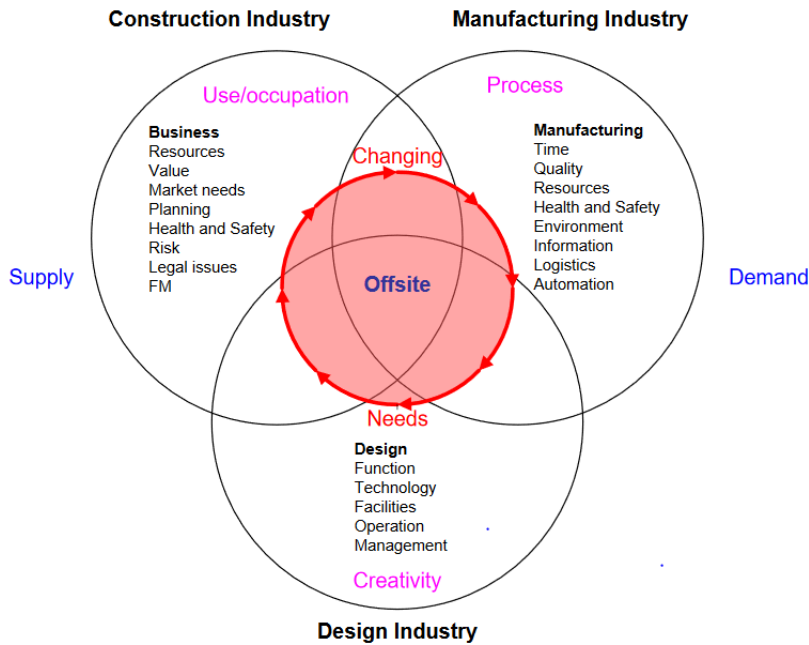 Construction Industry
Manufacturing Industry
Use/occupation
Process
Business
Resources
Value
Market needs
Planning
Health and Safety
Risk
Legal issues
FM
Changing
Manufacturing
Time
Quality
Resources
Health and Safety
Environment
Information
Logistics
Automation
Supply
Offsite
Demand
Needs
Design
Function
Technology
Facilities
Operation
Management
Creativity
Design Industry